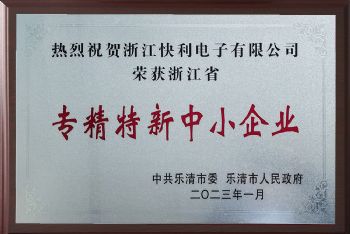 热烈祝贺浙江快利电子有限公司
荣获浙江省
专精特新中小企业
中共乐清市委 乐清市人民政府
二〇二三年一月